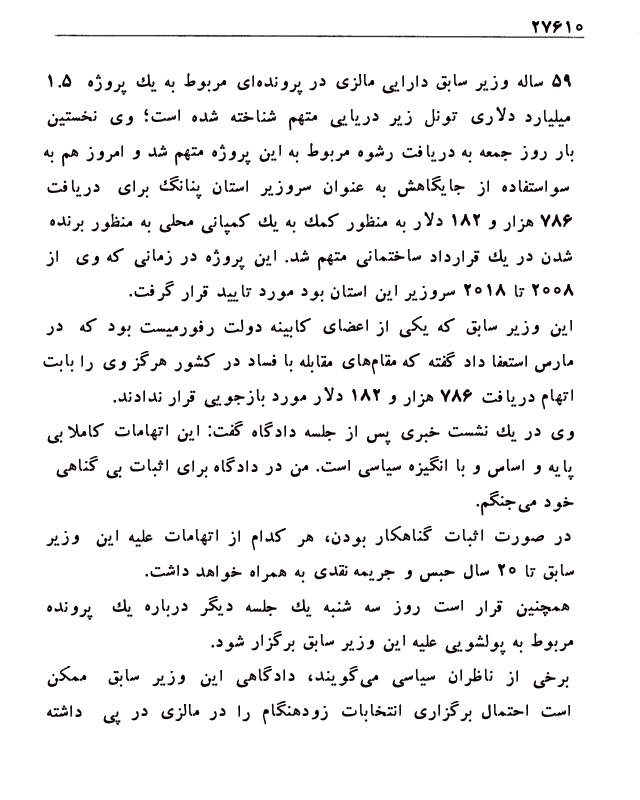 ۲۷۶۱۰
۵۹ ساله وزیر سابق دارایی مالزی در پرونده‌ای مربوط به یك پروژه ۱.۵
میلیارد دلاری تونل زیر دریایی متهم شناخته شده است؛ وی نخستین
بار روز جمعه به دریافت رشوه مربوط به این پروژه متهم شد و امروز هم به
سواستفاده از جایگاهش به عنوان سروزیر استان پنانگ برای دریافت
۷۸۶ هزار و ۱۸۲ دلار به منظور کمك به یك کمپانی محلی به منظور برنده
شدن در یك قرارداد ساختمانی متهم شد. این پروژه در زمانی که وی از
۲۰۰۸ تا ۲۰۱۸ سروزیر این استان بود مورد تایید قرار گرفت.
این وزیر سابق که یکی از اعضای کابینه دولت رفورمیست بود که در
مارس استعفا داد گفته که مقام‌های مقابله با فساد در کشور هرگز وی را بابت
اتهام دریافت ۷۸۶ هزار و ۱۸۲ دلار مورد بازجویی قرار ندادند.
وی در یك نشست خبری پس از جلسه دادگاه گفت: این اتهامات کاملا بی
پایه و اساس و با انگیزه سیاسی است. من در دادگاه برای اثبات بی گناهی
خود می‌جنگم.
در صورت اثبات گناهکار بودن، هر کدام از اتهامات علیه این وزیر
سابق تا ۲۰ سال حبس و جریمه نقدی به همراه خواهد داشت.
همچنین قرار است روز سه شنبه یك جلسه دیگر درباره یك پرونده
مربوط به پولشویی علیه این وزیر سابق برگزار شود.
برخی از ناظران سیاسی می‌گویند، دادگاهی این وزیر سابق ممکن
است احتمال برگزاری انتخابات زودهنگام را در مالزی در پی داشته